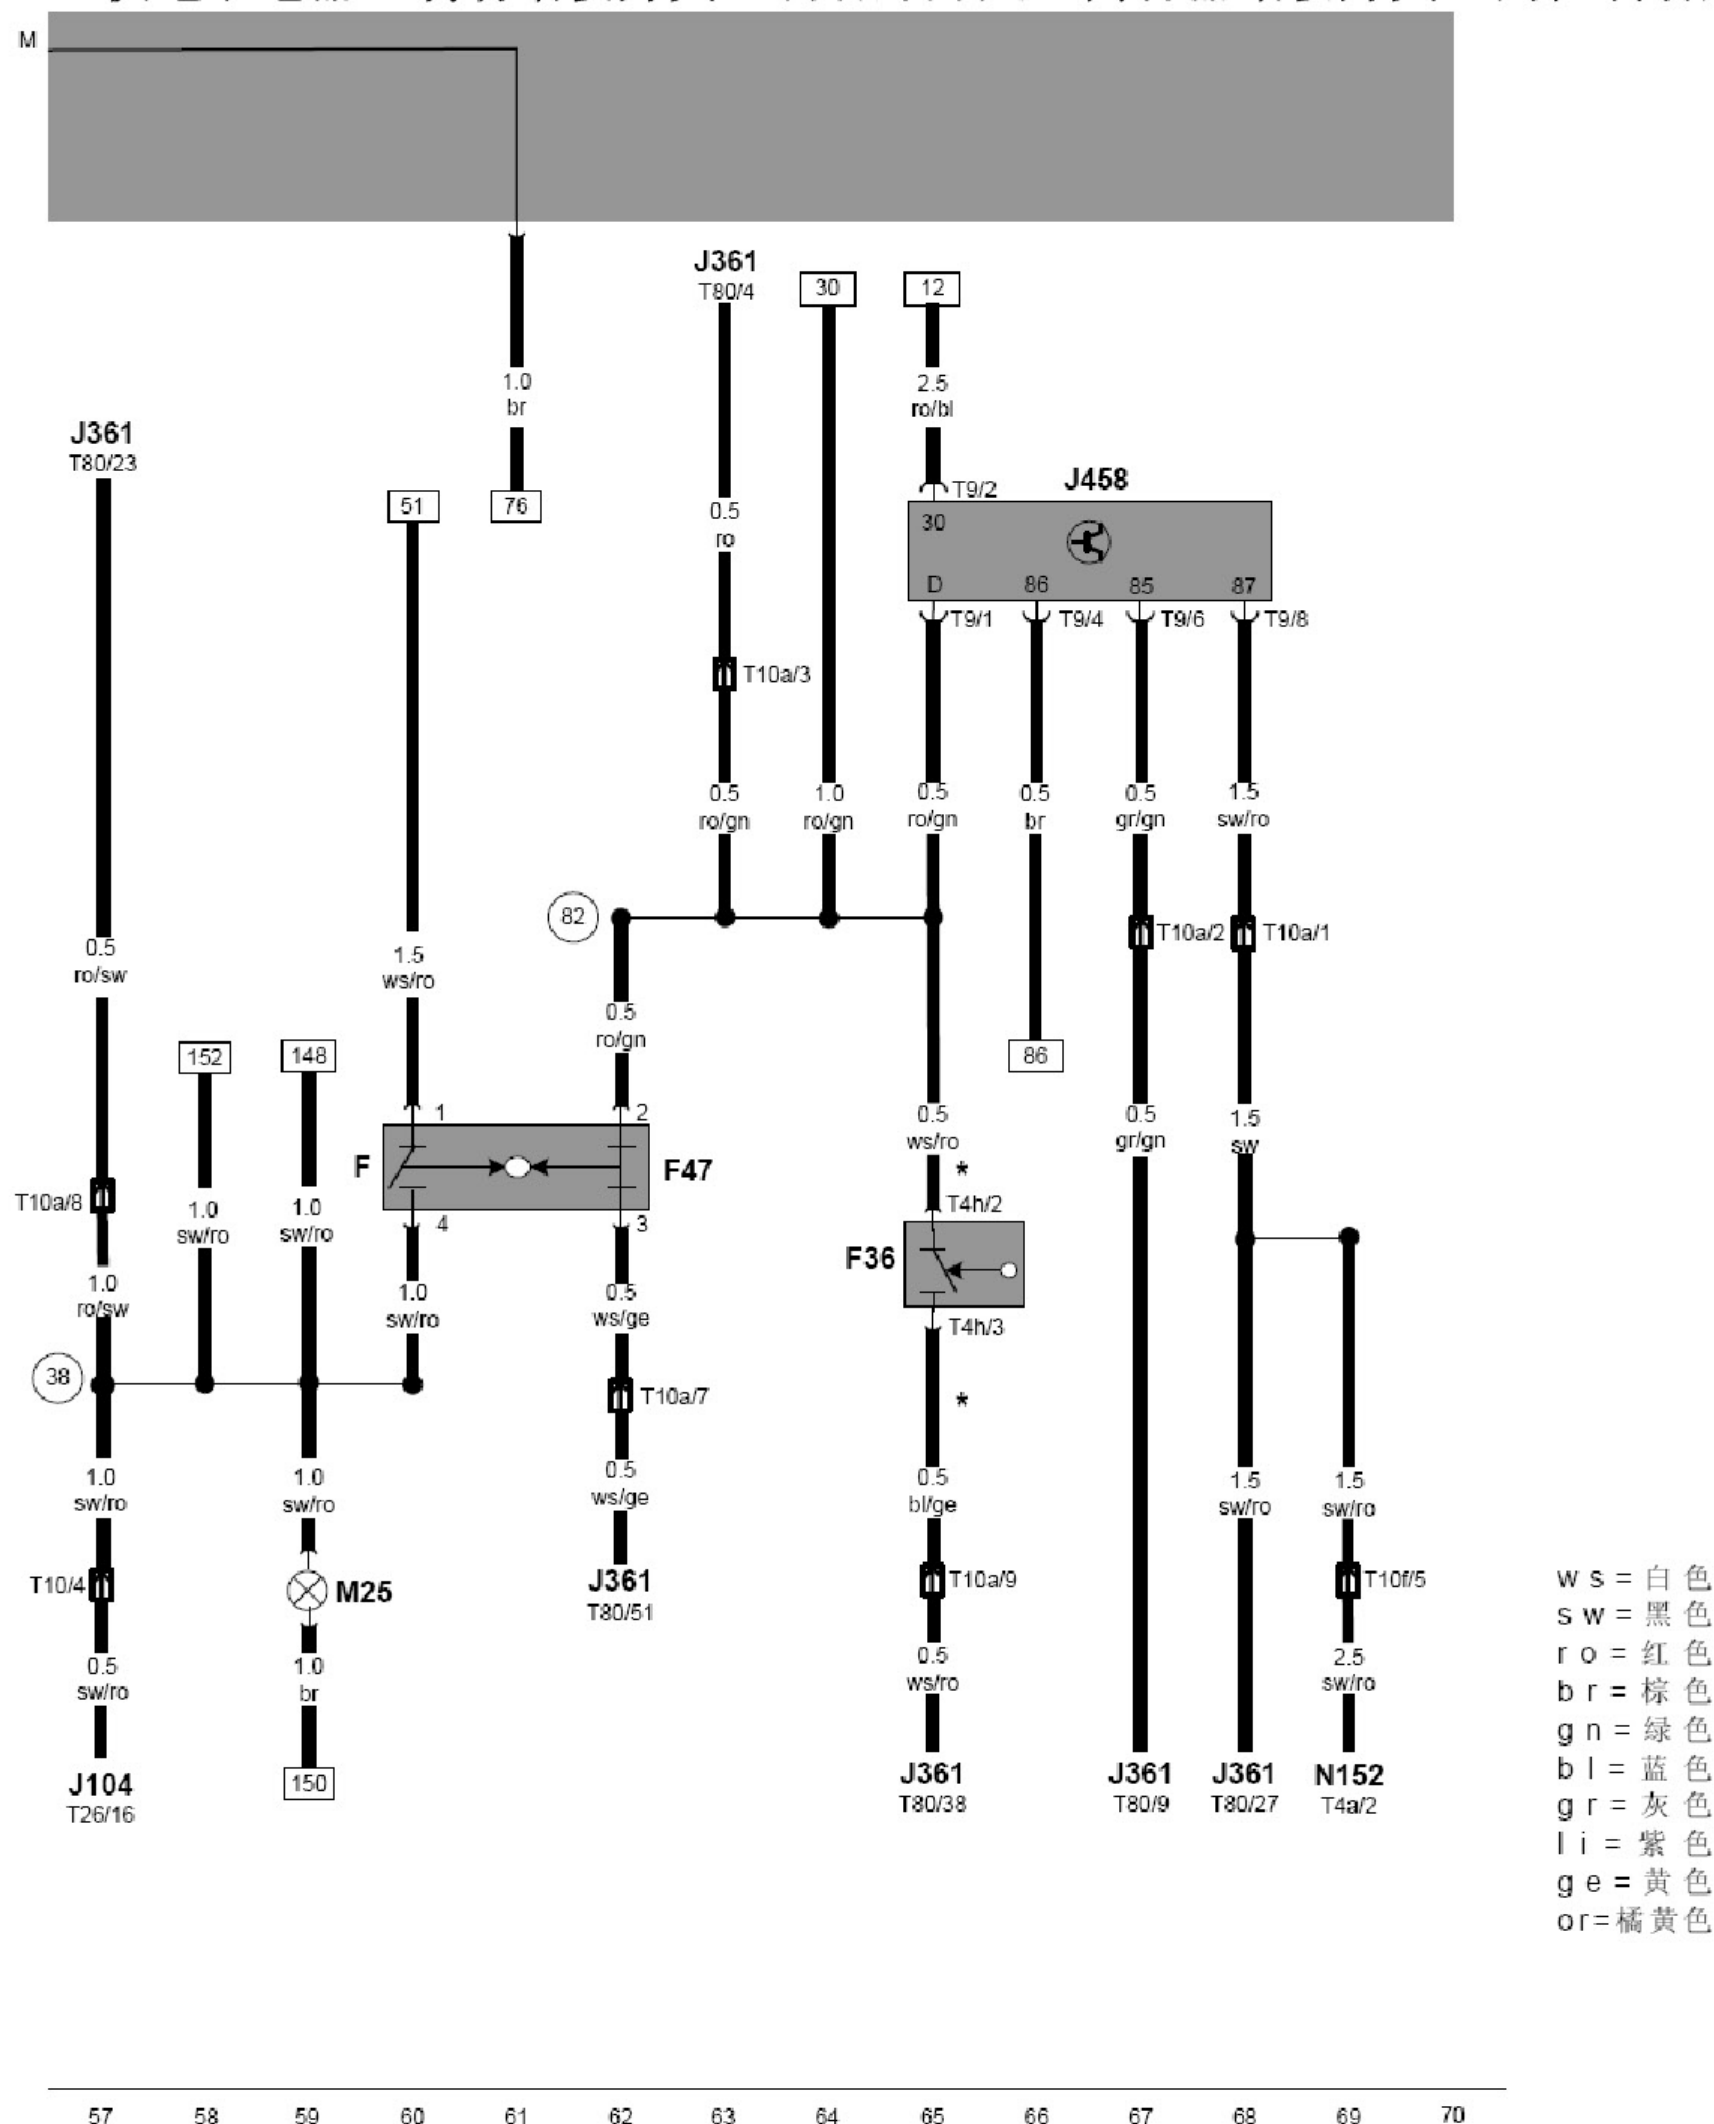 M
J361
T80/4
30
12
1.0
br
2.5
ro/bl
J361
T80/23
51
76
0.5
ro
T9/2
J458
30
D
86
85
87
T9/1
T9/4
T9/6
T9/8
T10a/3
0.5
ro/gn
1.0
ro/gn
0.5
ro/gn
0.5
br
0.5
gr/gn
1.5
sw/ro
82
T10a/2
T10a/1
0.5
ro/sw
1.5
ws/ro
0.5
ro/gn
152
148
86
1
2
0.5
ws/ro
*
0.5
gr/gn
1.5
sw
F
F47
T10a/8
1.0
sw/ro
1.0
sw/ro
4
3
T4h/2
F36
T4h/3
1.0
ro/sw
1.0
sw/ro
0.5
ws/ge
38
T10a/7
*
1.0
sw/ro
1.0
sw/ro
0.5
ws/ge
0.5
bl/ge
1.5
sw/ro
1.5
sw/ro
T10/4
M25
J361
T80/51
T10a/9
T10f/5
0.5
sw/ro
1.0
br
0.5
ws/ro
2.5
sw/ro
J104
T26/16
150
J361
T80/38
J361
T80/9
J361
T80/27
N152
T4a/2
ws=白色
sw=黑色
ro=红色
br=棕色
gn=绿色
bl=蓝色
gr=灰色
li=紫色
ge=黄色
or=橘黄色
57 58 59 60 61 62 63 64 65 66 67 68 69 70